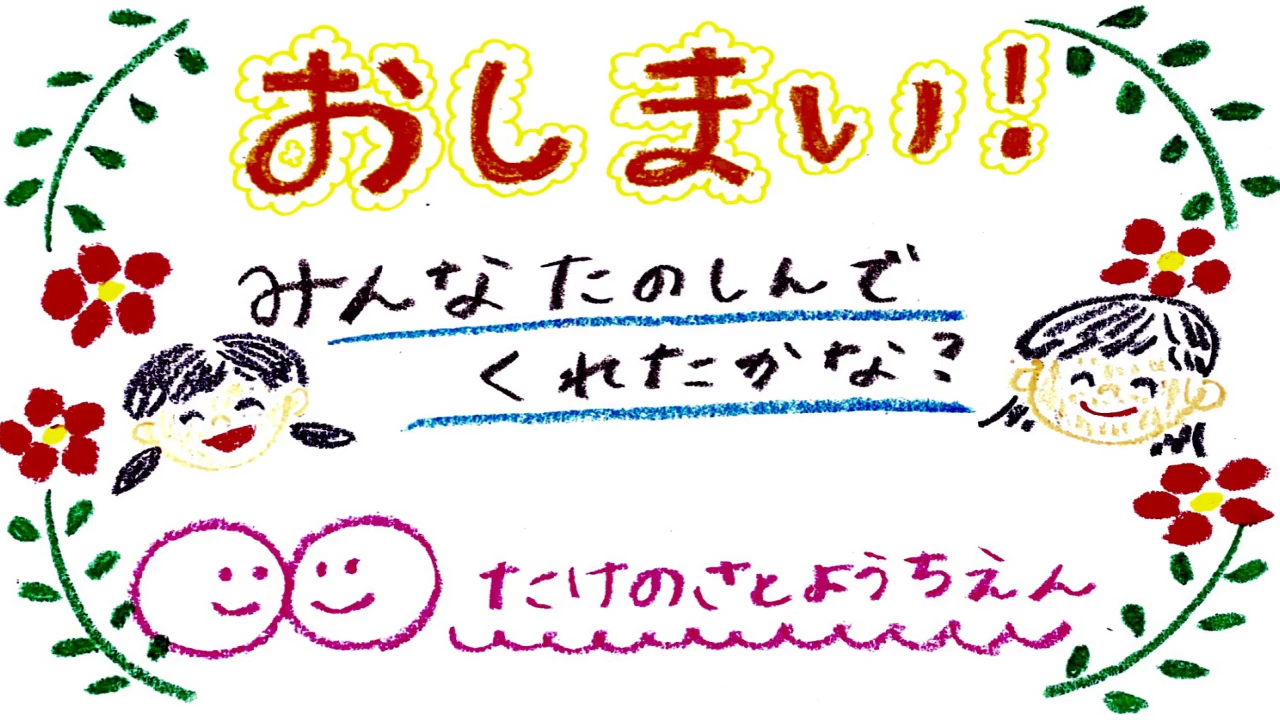 おしまい!
みんなたのしんで
くれたかな?
たけのさとようちえん